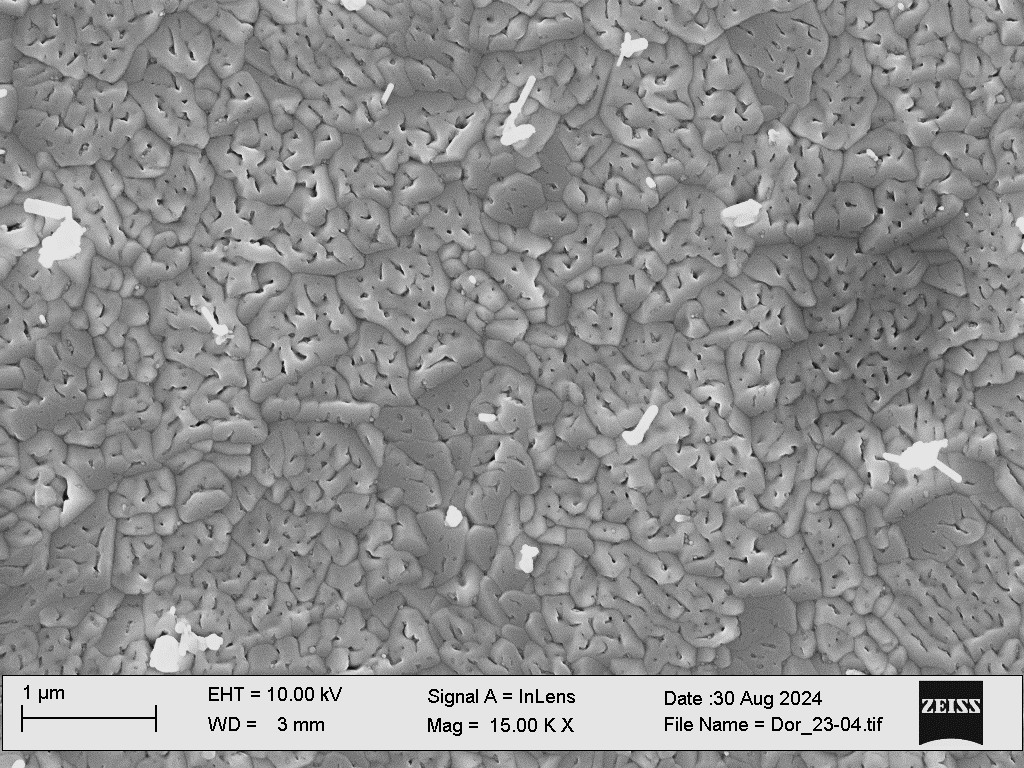 1 µm
EHT = 10.00 kV
WD = 3 mm
Signal A = InLens
Mag = 15.00 K X
Date :30 Aug 2024
File Name = Dor_23-04.tif
ZEISS